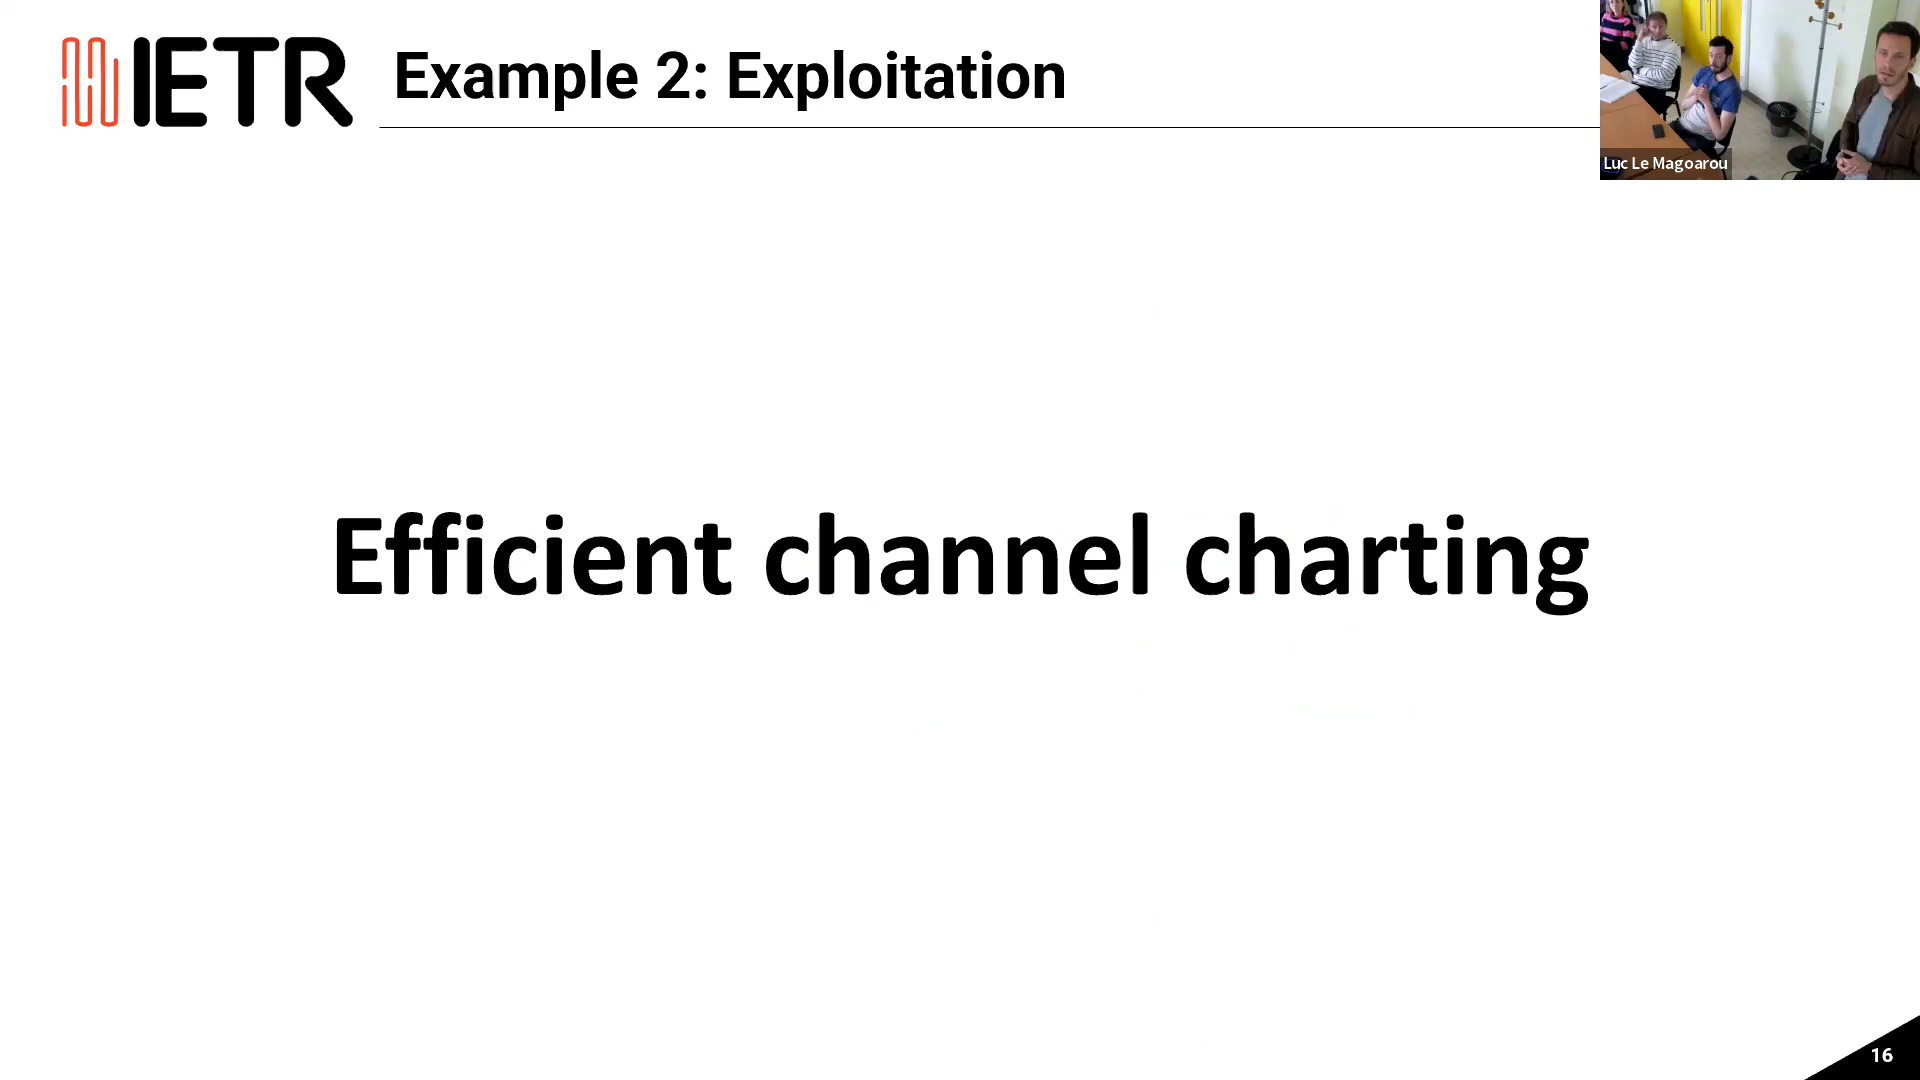 IETR
Example 2: Exploitation
Luc Le Magoarou
Efficient channel charting
16